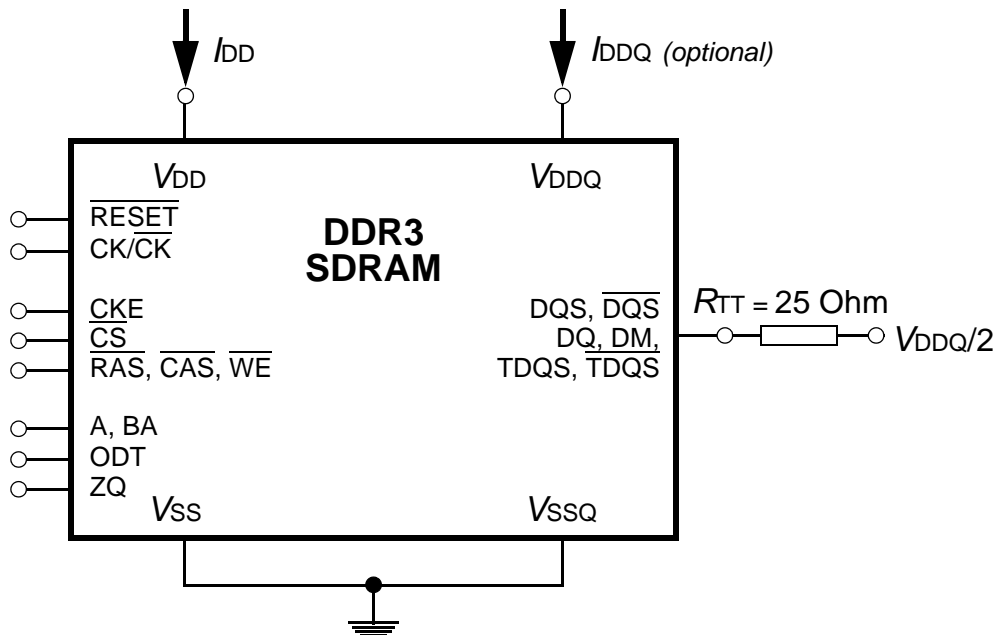 IDD
IDDQ (optional)
VDD
VDDQ
RESET
CK/CK
DDR3
SDRAM
CKE
CS
RAS, CAS, WE
DQS, DQS
DQ, DM,
TDQS, TDQS
RTT = 25 Ohm
VDDQ/2
A, BA
ODT
ZQ
VSS
VSSQ